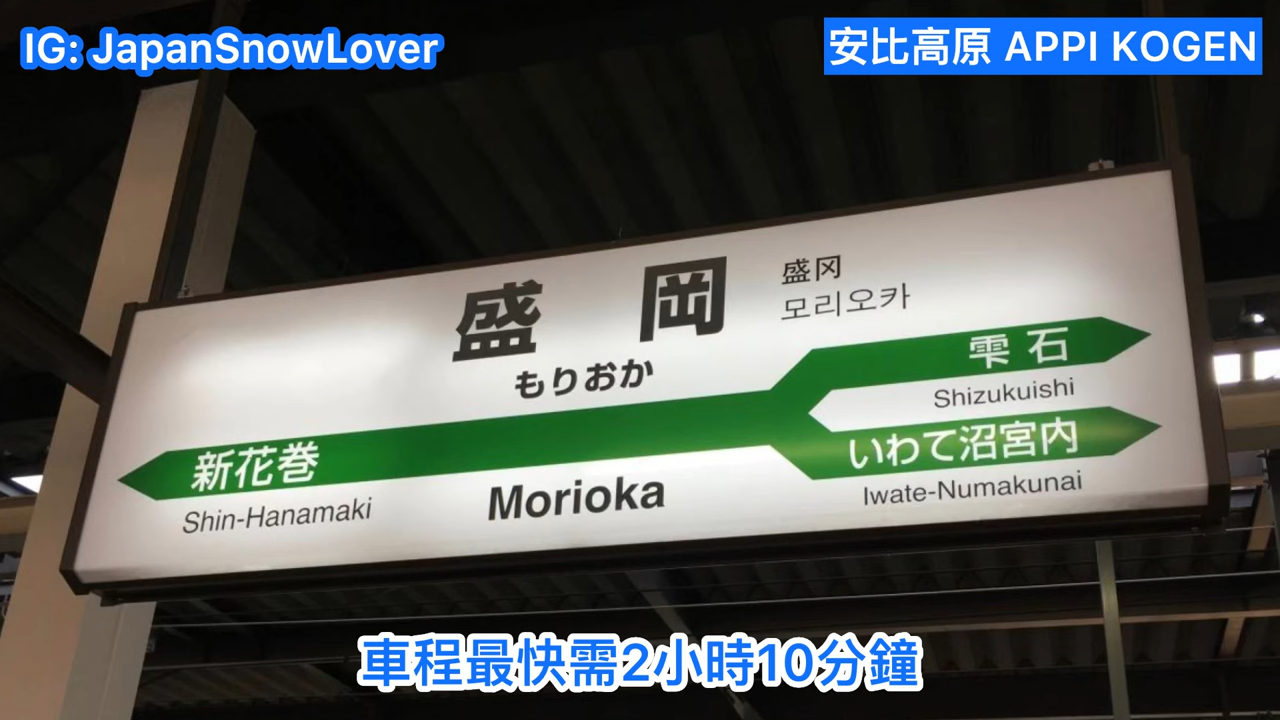 IG: JapanSnowLover
安比高原 APPI KOGEN
盛岡
盛冈
모리오카
もりおか
雫石
Shizukuishi
新花巻
Shin-Hanamaki
Morioka
いわて沼宮内
Iwate-Numakunai
車程最快需2小時10分鐘